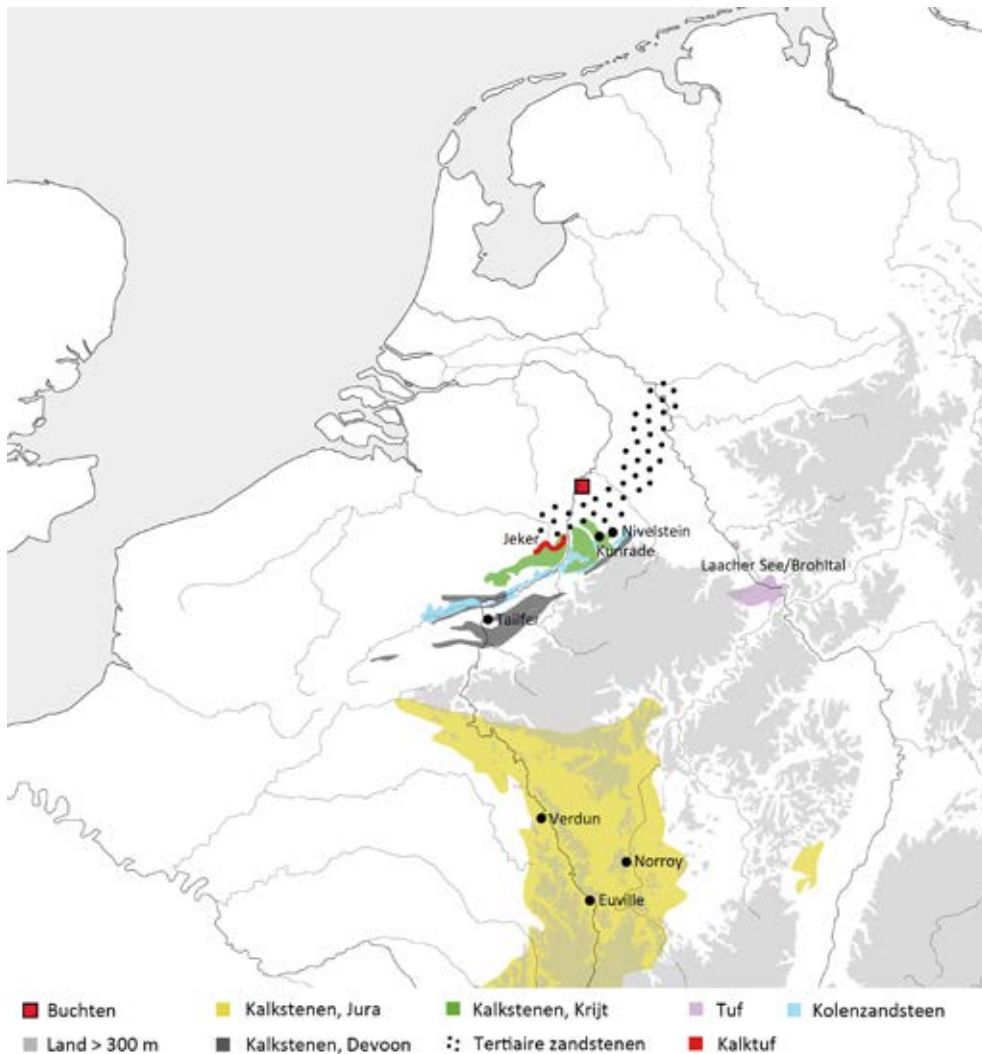 Nivelstein
Jeker
Kunrade
Laacher See/Brohltal
Tailfer
Verdun
Norroy
Euville
Buchten
Kalkstenen, Jura
Kalkstenen, Krijt
Tuf
Kolenzandsteen
Land > 300 m
Kalkstenen, Devoon
Tertiaire zandstenen
Kalktuf